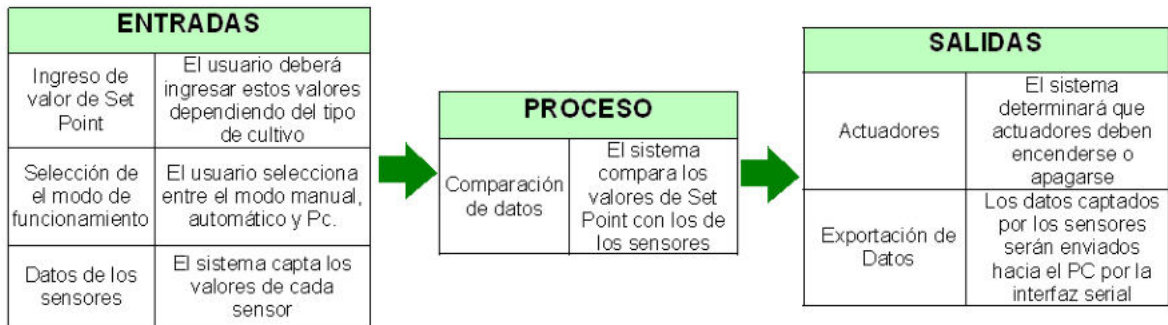 ENTRADAS
Ingreso de
valor de Set
Point
El usuario deberá
ingresar estos valores
dependiendo del tipo
de cultivo
Selección de
el modo de
funcionamiento
El usuario selecciona
entre el modo manual,
automático y Pc.
Datos de los
sensores
El sistema capta los
valores de cada
sensor
PROCESO
Comparación
de datos
El sistema
compara los
valores de Set
Point con los de
los sensores
SALIDAS
Actuadores
El sistema
determinará que
actuadores deben
encenderse o
apagarse
Exportación de
Datos
Los datos captados
por los sensores
serán enviados
hacia el PC por la
interfaz serial